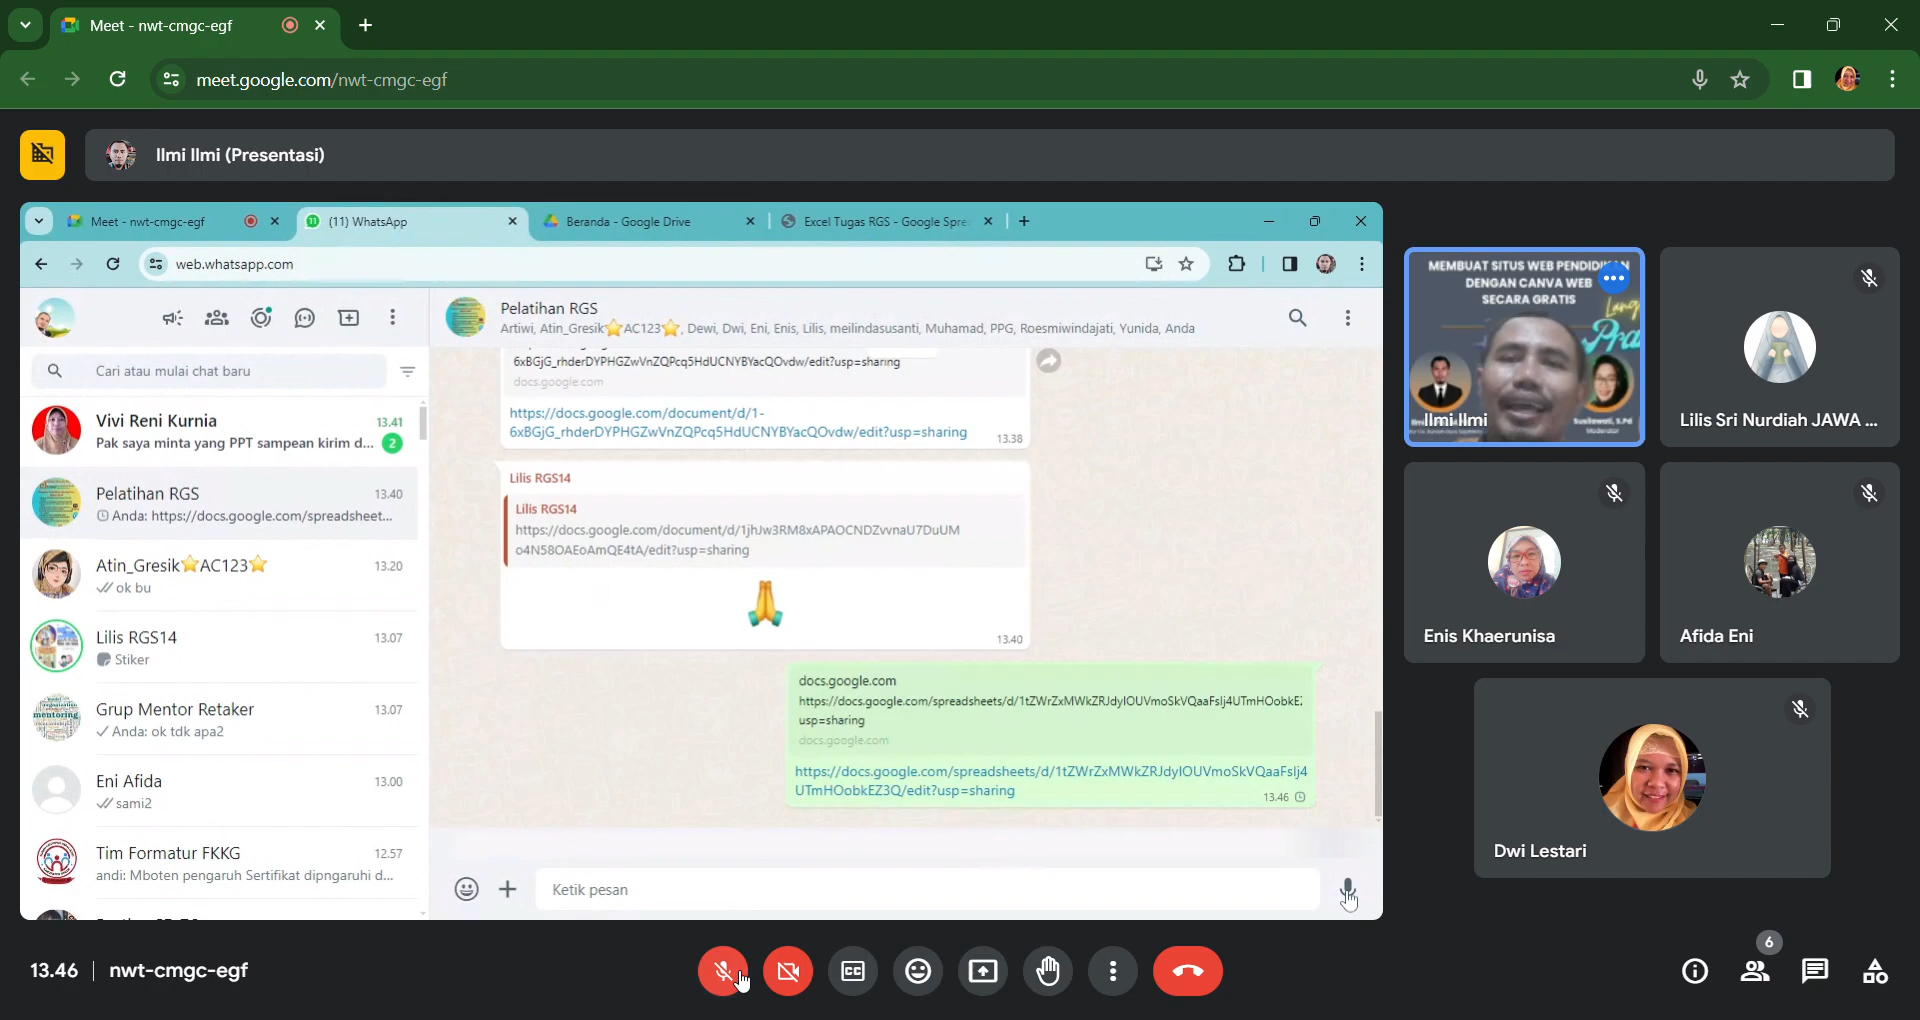 Meet - nwt-cmgc-egf
meet.google.com/nwt-cmgc-egf
Ilmi Ilmi (Presentasi)
Meet - nwt-cmgc-egf
(11) WhatsApp
Beranda - Google Drive
Excel Tugas RGS - Google Spre
web.whatsapp.com
Pelatihan RGS
Artiwi, Atin_Gresik⭐AC123⭐, Dewi, Dwi, Eni, Enis, Lilis, meilindasusanti, Muhamad, PPG, Roesmiwindajati, Yunida, Anda
Cari atau mulai chat baru
Vivi Reni Kurnia
13.41
Pak saya minta yang PPT sampean kirim d...
2
Pelatihan RGS
13.40
Anda: https://docs.google.com/spreadsheet...
Atin_Gresik⭐AC123⭐
13.20
ok bu
Lilis RGS14
13.07
Stiker
Grup Mentor Retaker
13.07
Anda: ok tdk apa2
Eni Afida
13.00
sami2
Tim Formatur FKKG
12.57
andi: Mboten pengaruh Sertifikat dipngaruhi d...
6xBGjG_rhderDYPHGZwVnZQPcq5HdUCNYBYacQOvdw/edit?usp=sharing
docs.google.com
https://docs.google.com/document/d/1-
6xBGjG_rhderDYPHGZwVnZQPcq5HdUCNYBYacQOvdw/edit?usp=sharing
13.38
Lilis RGS14
Lilis RGS14
https://docs.google.com/document/d/1jhJw3RM8xAPAOCNDZvvnaU7DuUM
o4N58OAEoAmQE4tA/edit?usp=sharing
🙏
13.40
docs.google.com
https://docs.google.com/spreadsheets/d/1tZWrZxMWkZRJdyIOUVmoSkVQaaFslj4UTmHOobkEZ
usp=sharing
docs.google.com
https://docs.google.com/spreadsheets/d/1tZWrZxMWkZRJdyIOUVmoSkVQaaFslj4
UTmHOobkEZ3Q/edit?usp=sharing
13.46
Ketik pesan
MEMBUAT SITUS WEB PENDIDIKAN
DENGAN CANVA WEB
SECARA GRATIS
Susilawati, S.Pd
Moderator
Ilmi Ilmi
Lilis Sri Nurdiah JAWA ...
Enis Khaerunisa
Afida Eni
Dwi Lestari
13.46
nwt-cmgc-egf
6